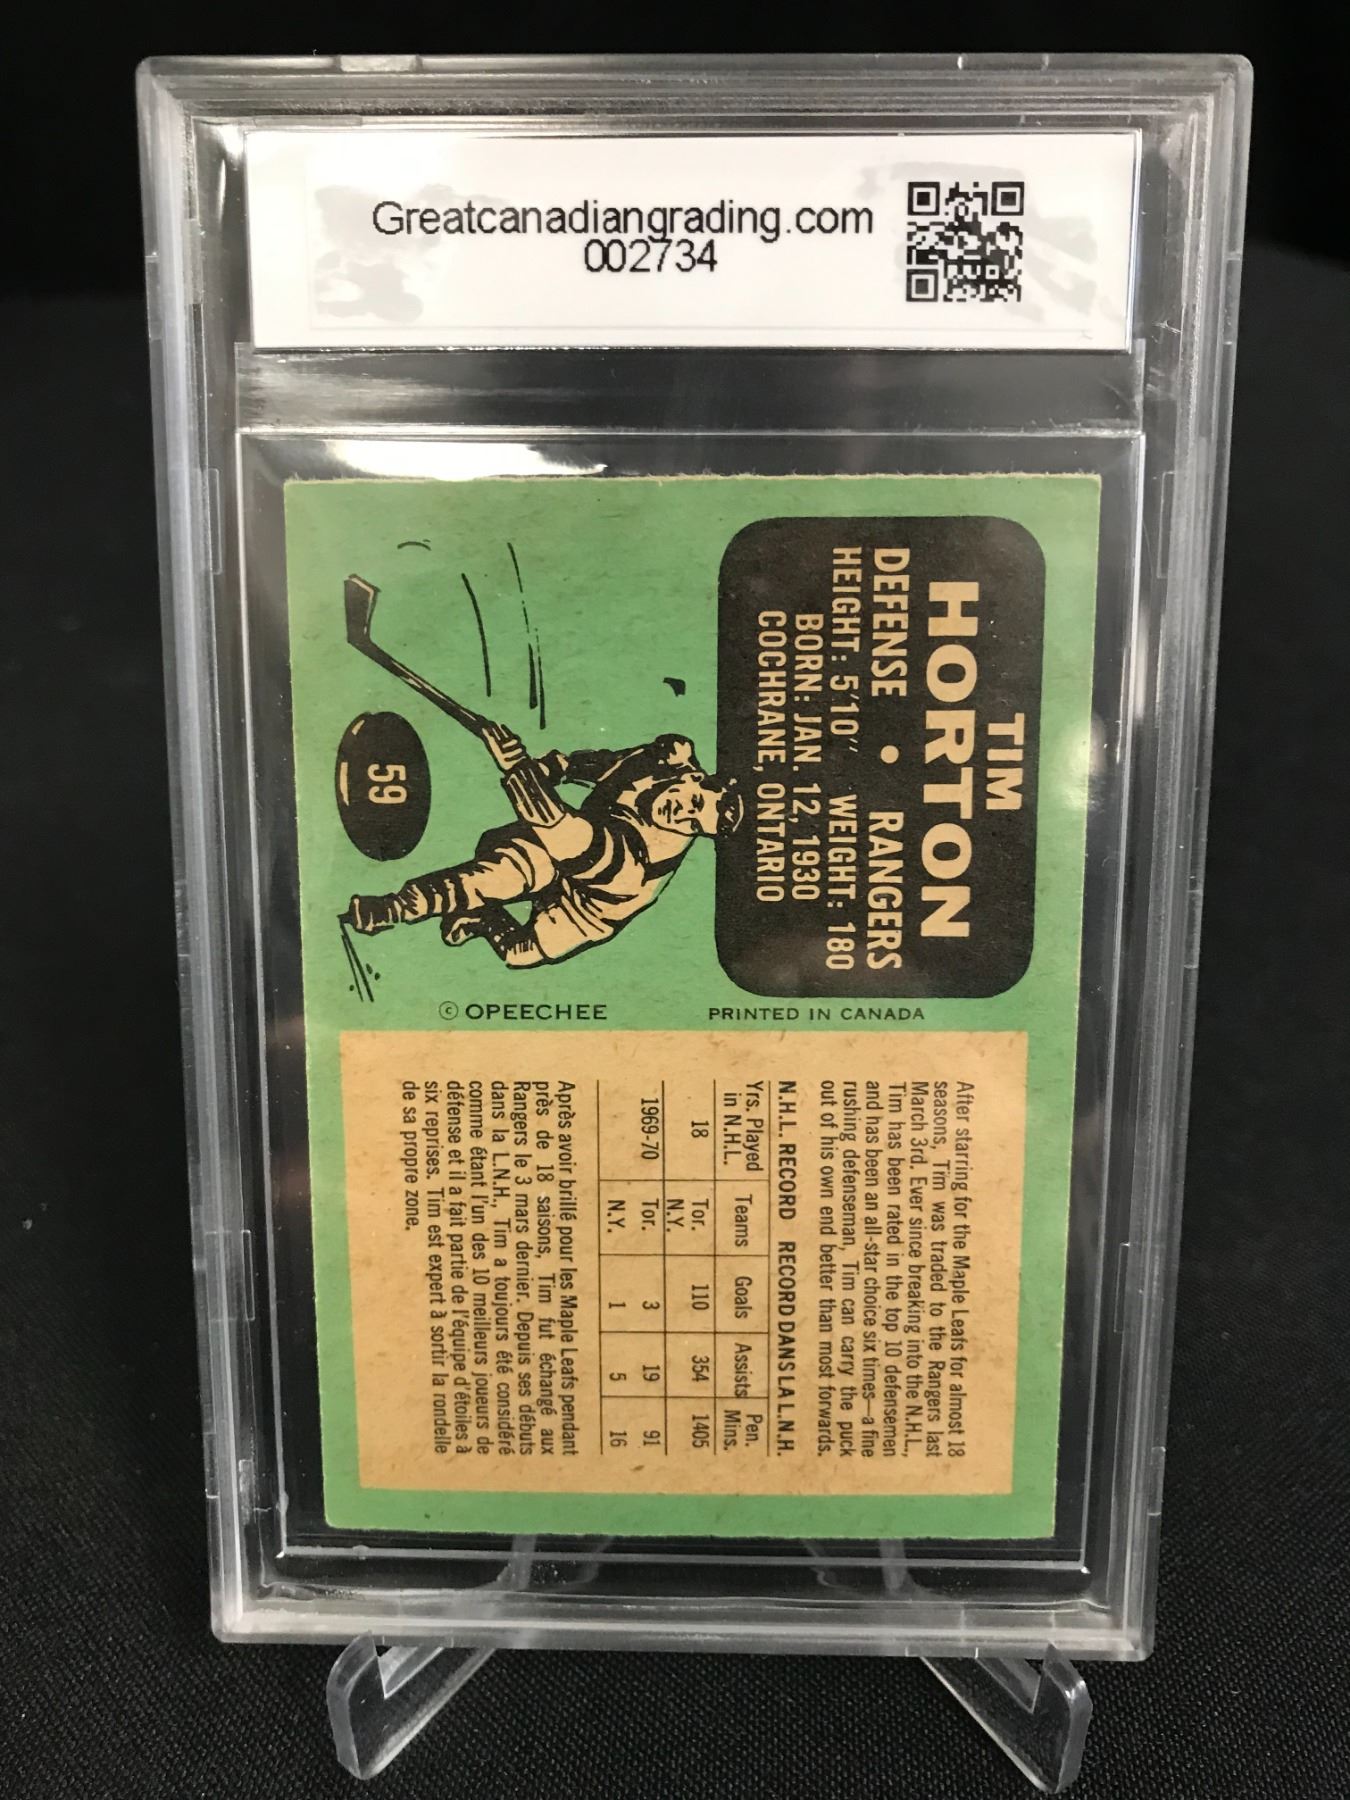 Greatcanadiangrading.com
002734
TIM
HORTON
DEFENSE • RANGERS
HEIGHT: 5'10" WEIGHT: 180
BORN: JAN. 12, 1930
COCHRANE, ONTARIO
59
© OPEECHEE
PRINTED IN CANADA
After starring for the Maple Leafs for almost 18
seasons, Tim was traded to the Rangers last
March 3rd. Ever since breaking into the N.H.L.,
Tim has been rated in the top 10 defensemen
and has been an all-star choice six times—a fine
rushing defenseman, Tim can carry the puck
out of his own end better than most forwards.
N.H.L. RECORD RECORD DANS LA L.N.H.
Yrs. Played Teams Goals Assists Pen.
in N.H.L. Mins.
18 Tor. 110 354 1405
N.Y.
1969-70 Tor. 3 19 91
N.Y. 1 5 16
Après avoir brillé pour les Maple Leafs pendant
près de 18 saisons, Tim fut échangé aux
Rangers le 3 mars dernier. Depuis ses débuts
dans la L.N.H., Tim a toujours été considéré
comme étant l'un des 10 meilleurs joueurs de
défense et il a fait partie de l'équipe d'étoiles à
six reprises. Tim est expert à sortir la rondelle
de sa propre zone.